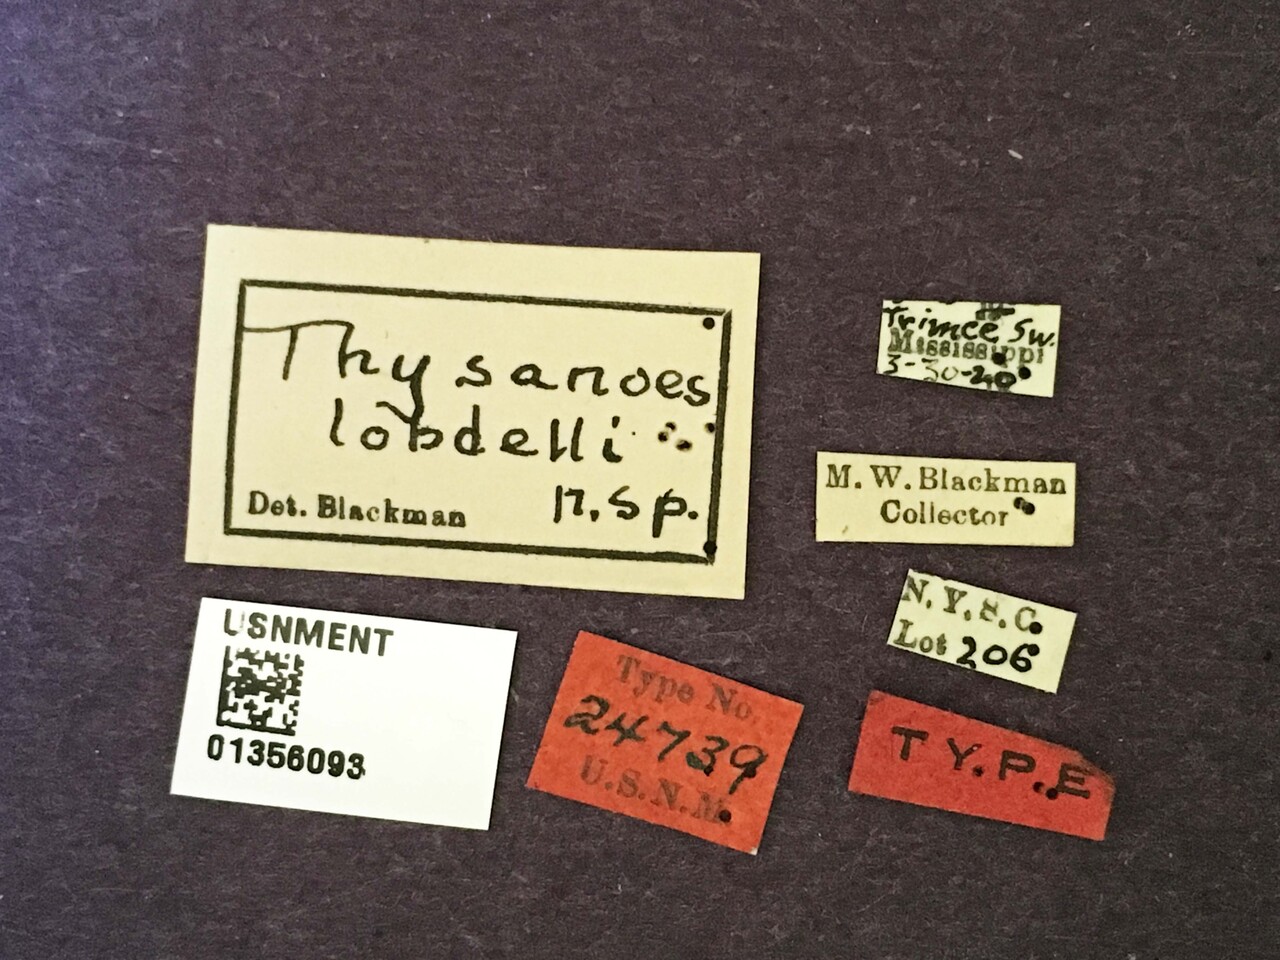 Thysanoes
lobdelli
n. sp.
Det. Blackman
Trimce Sw.
Mississippi
3-30-20
M. W. Blackman
Collector
N. Y. S. C.
Lot 206
USNMENT
01356093
Type No.
24739
U.S.N.M.
TYPE